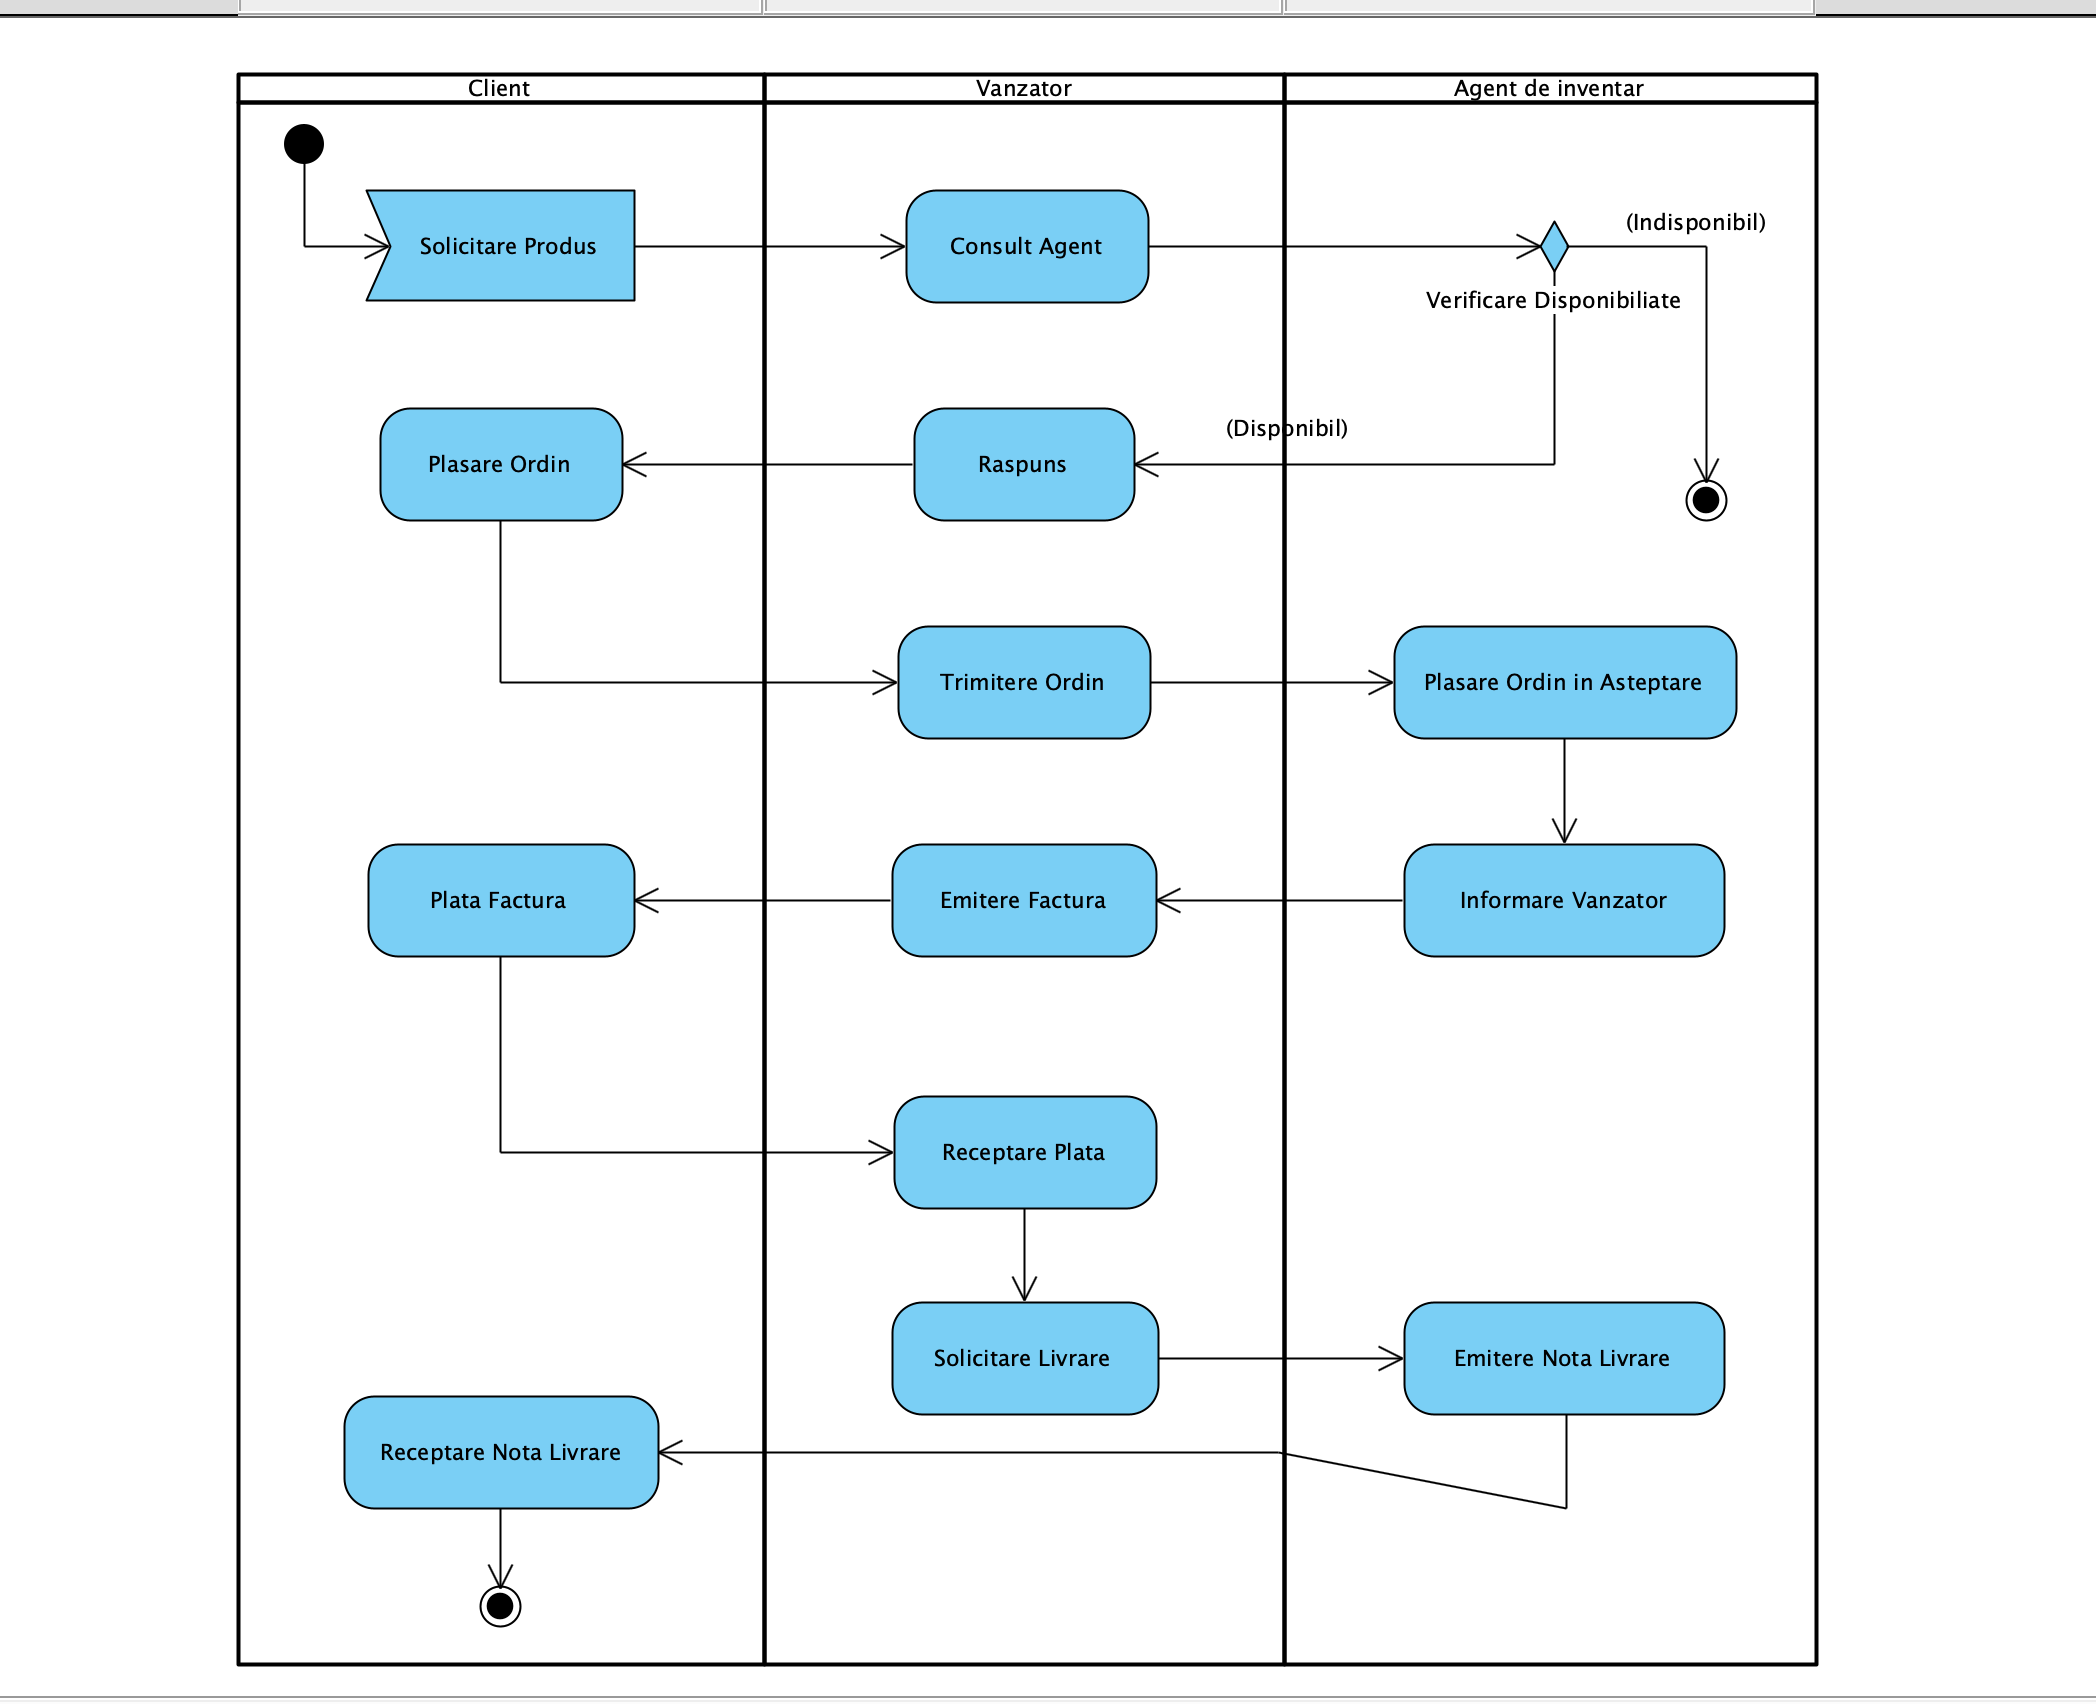 Client
Vanzator
Agent de inventar
Solicitare Produs
Consult Agent
(Indisponibil)
Verificare Disponibiliate
(Disponibil)
Plasare Ordin
Raspuns
Trimitere Ordin
Plasare Ordin in Asteptare
Plata Factura
Emitere Factura
Informare Vanzator
Receptare Plata
Solicitare Livrare
Emitere Nota Livrare
Receptare Nota Livrare